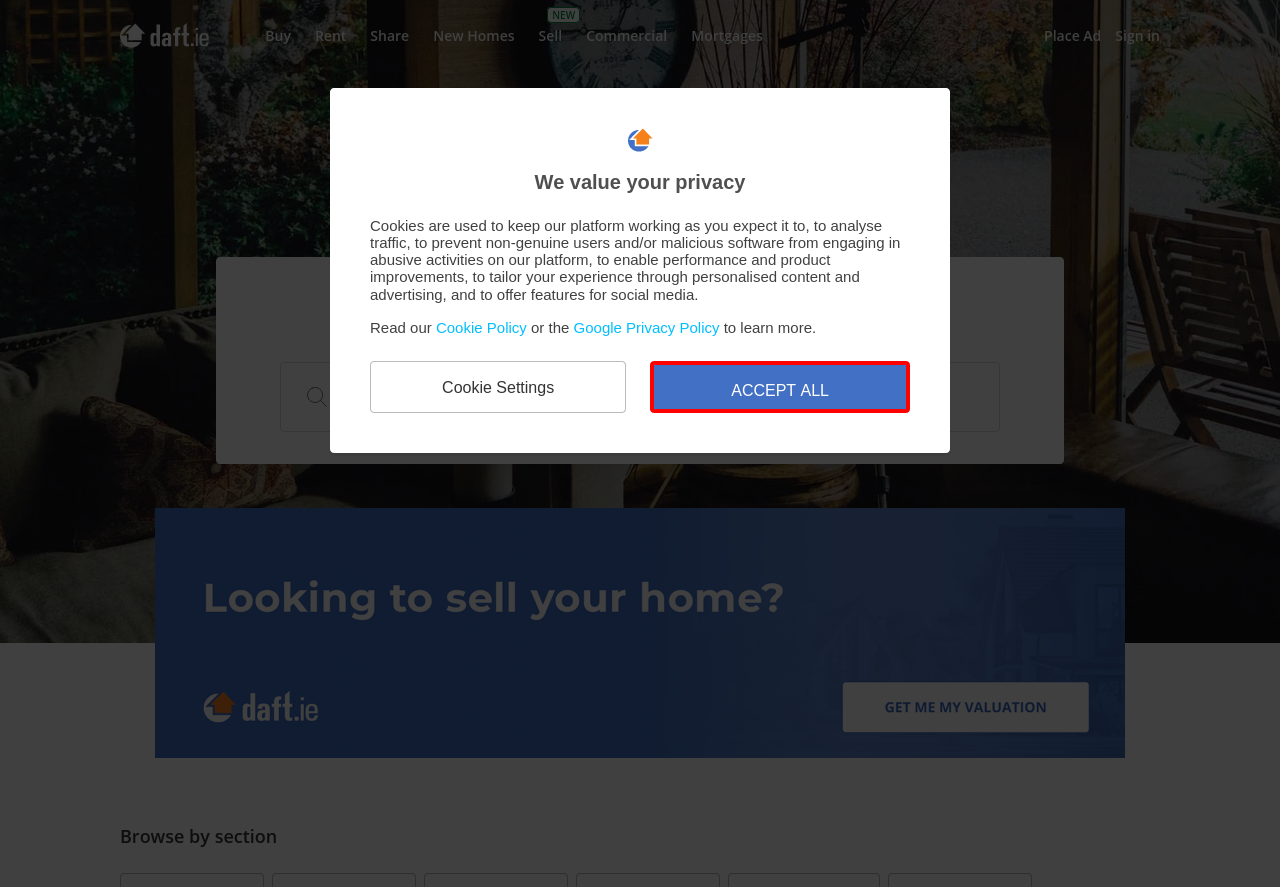 daft.ie
Buy
Rent
Share
New Homes
NEW
Sell
Commercial
Mortgages
Place Ad
Sign in
We value your privacy
Cookies are used to keep our platform working as you expect it to, to analyse
traffic, to prevent non-genuine users and/or malicious software from engaging in
abusive activities on our platform, to enable performance and product
improvements, to tailor your experience through personalised content and
advertising, and to offer features for social media.
Read our Cookie Policy or the Google Privacy Policy to learn more.
Cookie Settings
ACCEPT ALL
Looking to sell your home?
daft.ie
GET ME MY VALUATION
Browse by section